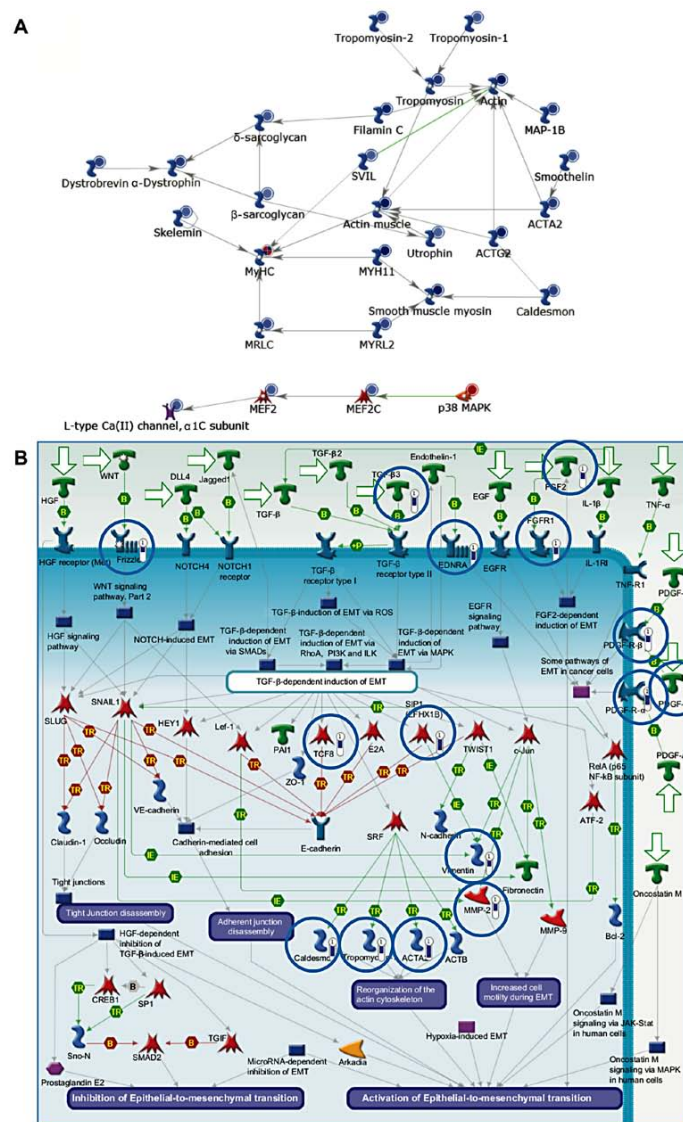 A
Tropomyosin-2
Tropomyosin-1
Tropomyosin
Actin
δ-sarcoglycan
Filamin C
MAP-1B
Dystrobrevin α-Dystrophin
SVIL
Smoothelin
β-sarcoglycan
Skelemin
Actin muscle
ACTA2
Utrophin
ACTG2
MyHC
MYH11
Smooth muscle myosin
Caldesmon
MRLC
MYRL2
MEF2
MEF2C
p38 MAPK
L-type Ca(II) channel, α1C subunit
B
HGF
WNT
DLL4
Jagged1
TGF-β
TGF-β2
TGF-β3
Endothelin-1
EGF
FGF2
IL-1β
TNF-α
HGF receptor (Met)
Frizzle
NOTCH4
NOTCH1
receptor
TGF-β
receptor type I
TGF-β
receptor type II
EDNRA
EGFR
FGFR1
IL-1RI
TNF-R1
PDGF-
PDGF-R-β
PDGF-R-α
PDGF-
PDGF-
WNT signaling
pathway, Part 2
HGF signaling
pathway
NOTCH-induced EMT
TGF-β-induction of EMT via ROS
TGF-β-dependent
induction of EMT
via SMADs
TGF-β-dependent
induction of EMT via
RhoA, PI3K and ILK
TGF-β-dependent
induction of
EMT via MAPK
EGFR
signaling
pathway
FGF2-dependent
induction of EMT
Some pathways of
EMT in cancer cells
TGF-β-dependent induction of EMT
SLUG
SNAIL1
HEY1
Lef-1
PAI1
TCF8
E2A
SIP1
(ZFHX1B)
TWIST1
c-Jun
RelA (p65
NF-kB subunit)
ATF-2
VE-cadherin
ZO-1
Claudin-1
Occludin
Cadherin-mediated cell
adhesion
E-cadherin
SRF
N-cadherin
Vimentin
Fibronectin
MMP-2
MMP-9
Bcl-2
Oncostatin M
Tight junctions
Tight Junction disassembly
Adherent junction
disassembly
Caldesmo
Tropomyo
ACTA2
ACTB
Reorganization of the
actin cytoskeleton
Increased cell
motility during EMT
HGF-dependent
inhibition of
TGF-β-induced EMT
CREB1
SP1
Sno-N
SMAD2
TGIF
Prostaglandin E2
MicroRNA-dependent
inhibition of EMT
Arkadia
Hypoxia-induced EMT
Oncostatin M
signaling via JAK-Stat
in human cells
Oncostatin M
signaling via MAPK
in human cells
Inhibition of Epithelial-to-mesenchymal transition
Activation of Epithelial-to-mesenchymal transition